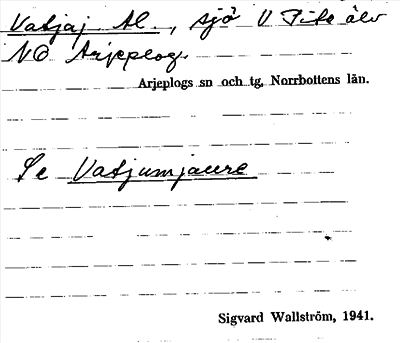 Vatjaj. Al., sjö V Pite älv
NO Arjeplog.
Arjeplogs sn och tg, Norrbottens län.
Se Vatjumjaure
Sigvard Wallström, 1941.